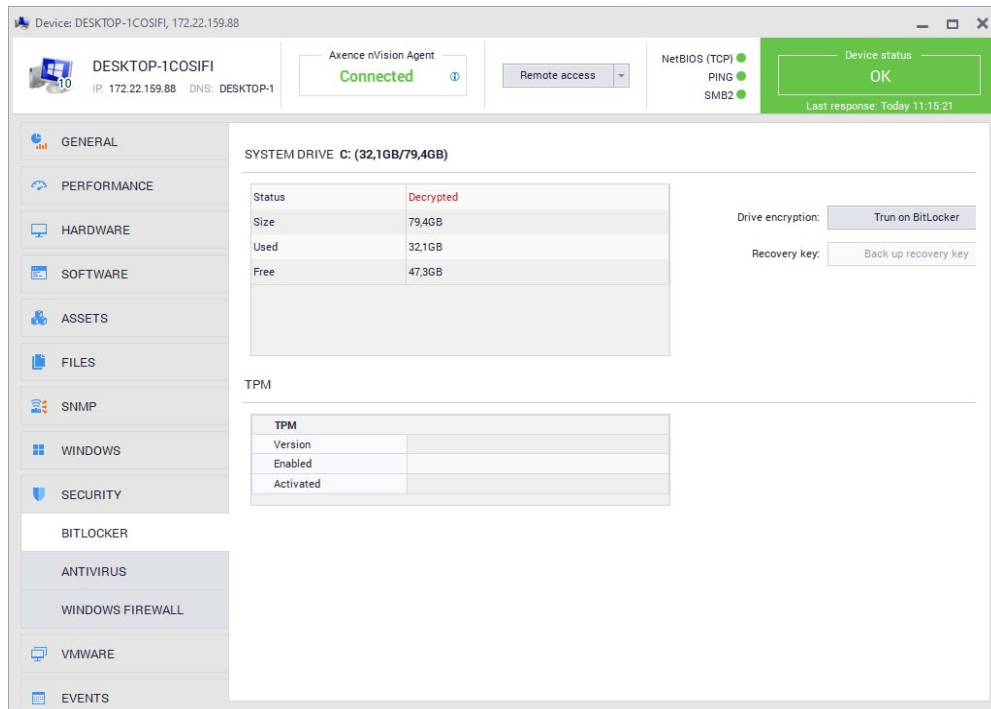 Device: DESKTOP-1COSIFI, 172.22.159.88
10
DESKTOP-1COSIFI
IP: 172.22.159.88 DNS: DESKTOP-1
Axence nVision Agent
Connected
Remote access
NetBIOS (TCP)
PING
SMB2
Device status
OK
Last response: Today 11:15:21
GENERAL
PERFORMANCE
HARDWARE
SOFTWARE
ASSETS
FILES
SNMP
WINDOWS
SECURITY
BITLOCKER
ANTIVIRUS
WINDOWS FIREWALL
VMWARE
EVENTS
SYSTEM DRIVE C: (32,1GB/79,4GB)
Status Decrypted
Size 79,4GB
Used 32,1GB
Free 47,3GB
Drive encryption: Trun on BitLocker
Recovery key: Back up recovery key
TPM
TPM
Version
Enabled
Activated